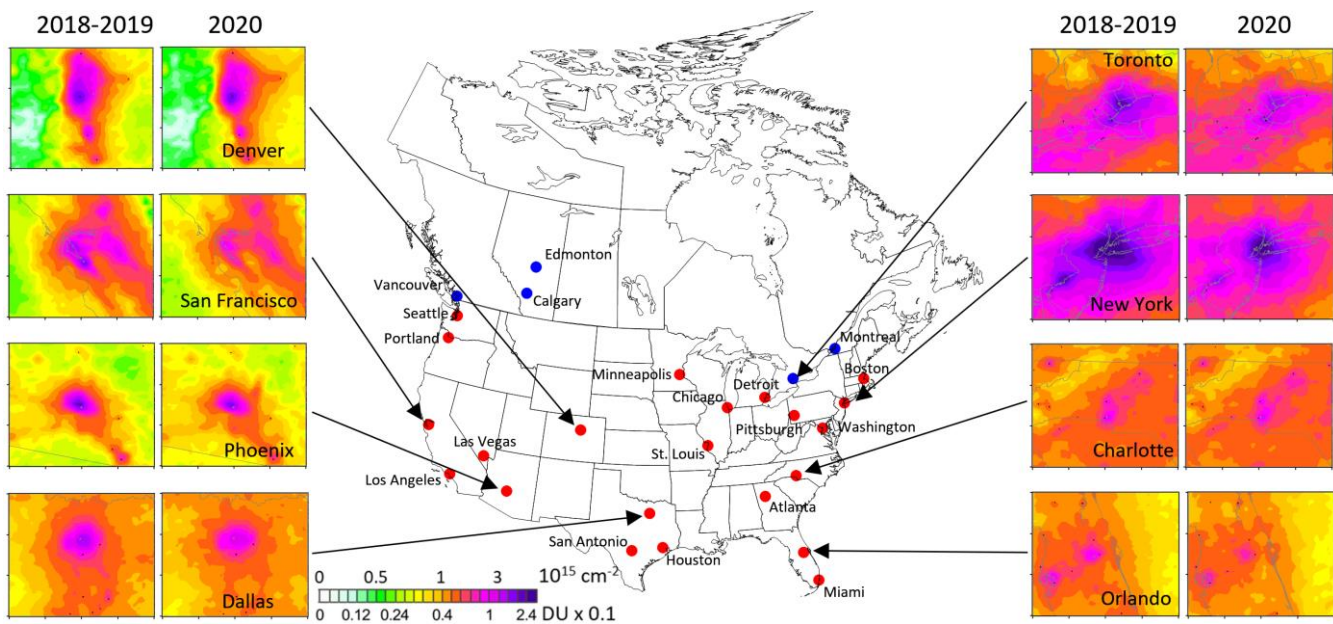 2018-2019 2020
Denver
San Francisco
Phoenix
Dallas
Edmonton
Vancouver
Calgary
Seattle
Portland
Montreal
Minneapolis
Detroit
Boston
Chicago
Pittsburgh
Washington
Las Vegas
St. Louis
Los Angeles
Atlanta
San Antonio
Houston
Miami
0 0.5 1 3 10¹⁵ cm⁻²
0 0.12 0.24 0.4 1 2.4 DU x 0.1
2018-2019 2020
Toronto
New York
Charlotte
Orlando